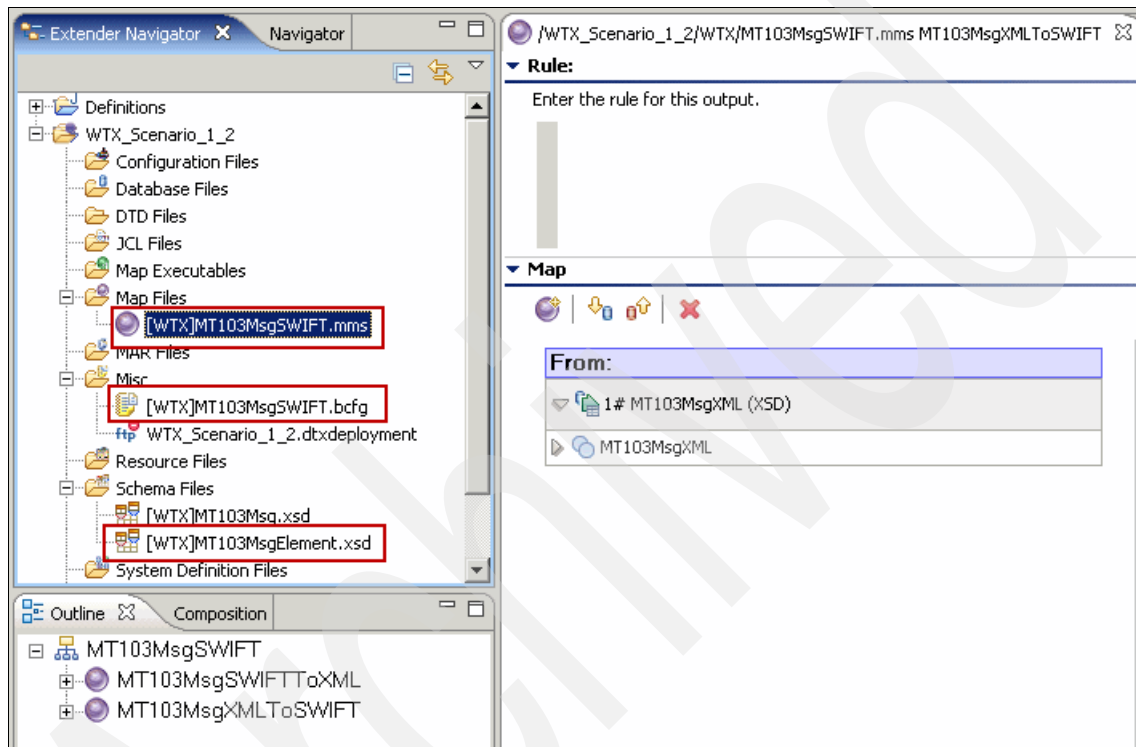 Extender Navigator
Navigator
Definitions
WTX_Scenario_1_2
Configuration Files
Database Files
DTD Files
JCL Files
Map Executables
Map Files
[WTX]MT103MsgSWIFT.mms
MAR Files
Misc
[WTX]MT103MsgSWIFT.bcfg
ftp WTX_Scenario_1_2.dtxdeployment
Resource Files
Schema Files
[WTX]MT103Msg.xsd
[WTX]MT103MsgElement.xsd
System Definition Files
Outline
Composition
MT103MsgSWIFT
MT103MsgSWIFTToXML
MT103MsgXMLToSWIFT
/WTX_Scenario_1_2/WTX/MT103MsgSWIFT.mms MT103MsgXMLToSWIFT
Rule:
Enter the rule for this output.
Map
From:
1# MT103MsgXML (XSD)
MT103MsgXML